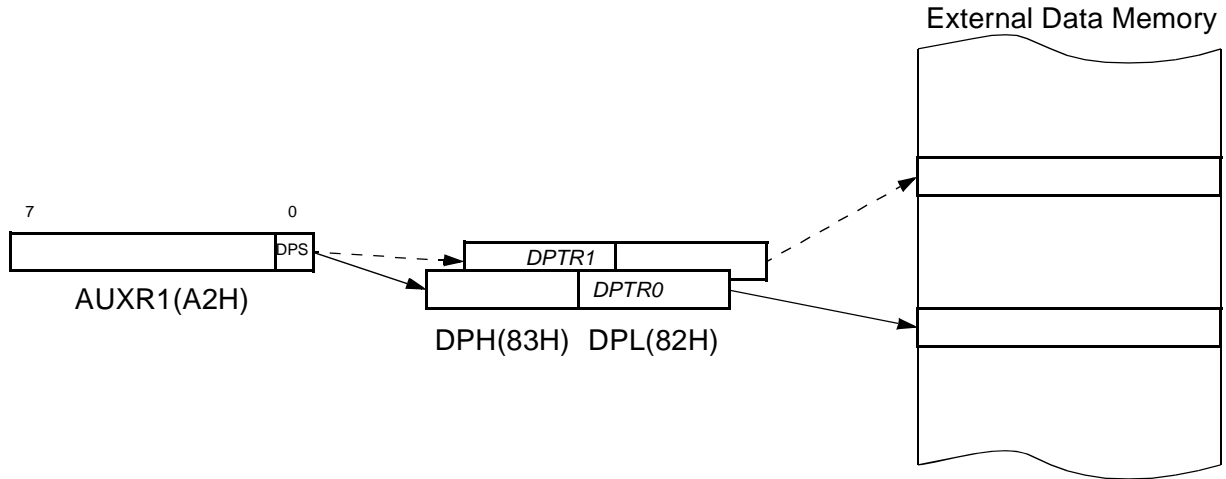 External Data Memory
7 0
DPS
DPTR1
DPTR0
AUXR1(A2H)
DPH(83H) DPL(82H)